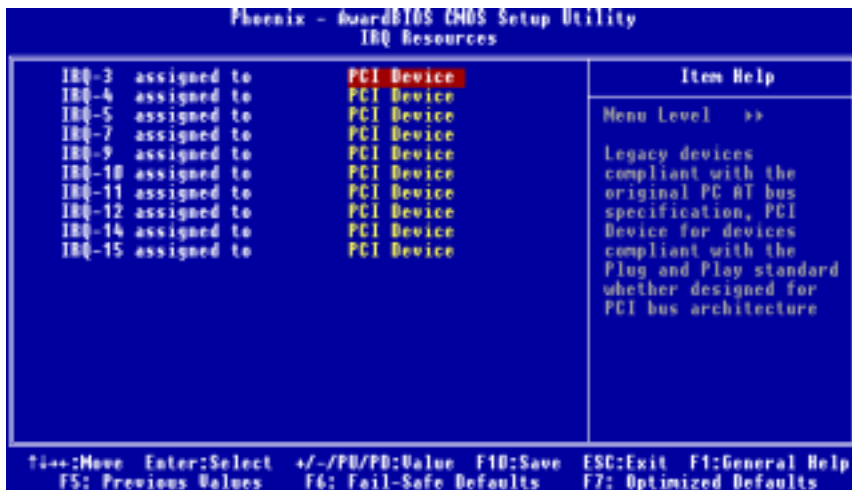 Phoenix - AwardBIOS CMOS Setup Utility
IRQ Resources
IRQ-3 assigned to PCI Device
IRQ-4 assigned to PCI Device
IRQ-5 assigned to PCI Device
IRQ-7 assigned to PCI Device
IRQ-9 assigned to PCI Device
IRQ-10 assigned to PCI Device
IRQ-11 assigned to PCI Device
IRQ-12 assigned to PCI Device
IRQ-14 assigned to PCI Device
IRQ-15 assigned to PCI Device
Item Help
Menu Level ▸▸
Legacy devices
compliant with the
original PC AT bus
specification, PCI
Device for devices
compliant with the
Plug and Play standard
whether designed for
PCI bus architecture
↑↓→←:Move Enter:Select +/-/PU/PD:Value F10:Save ESC:Exit F1:General Help
F5: Previous Values F6: Fail-Safe Defaults F7: Optimized Defaults